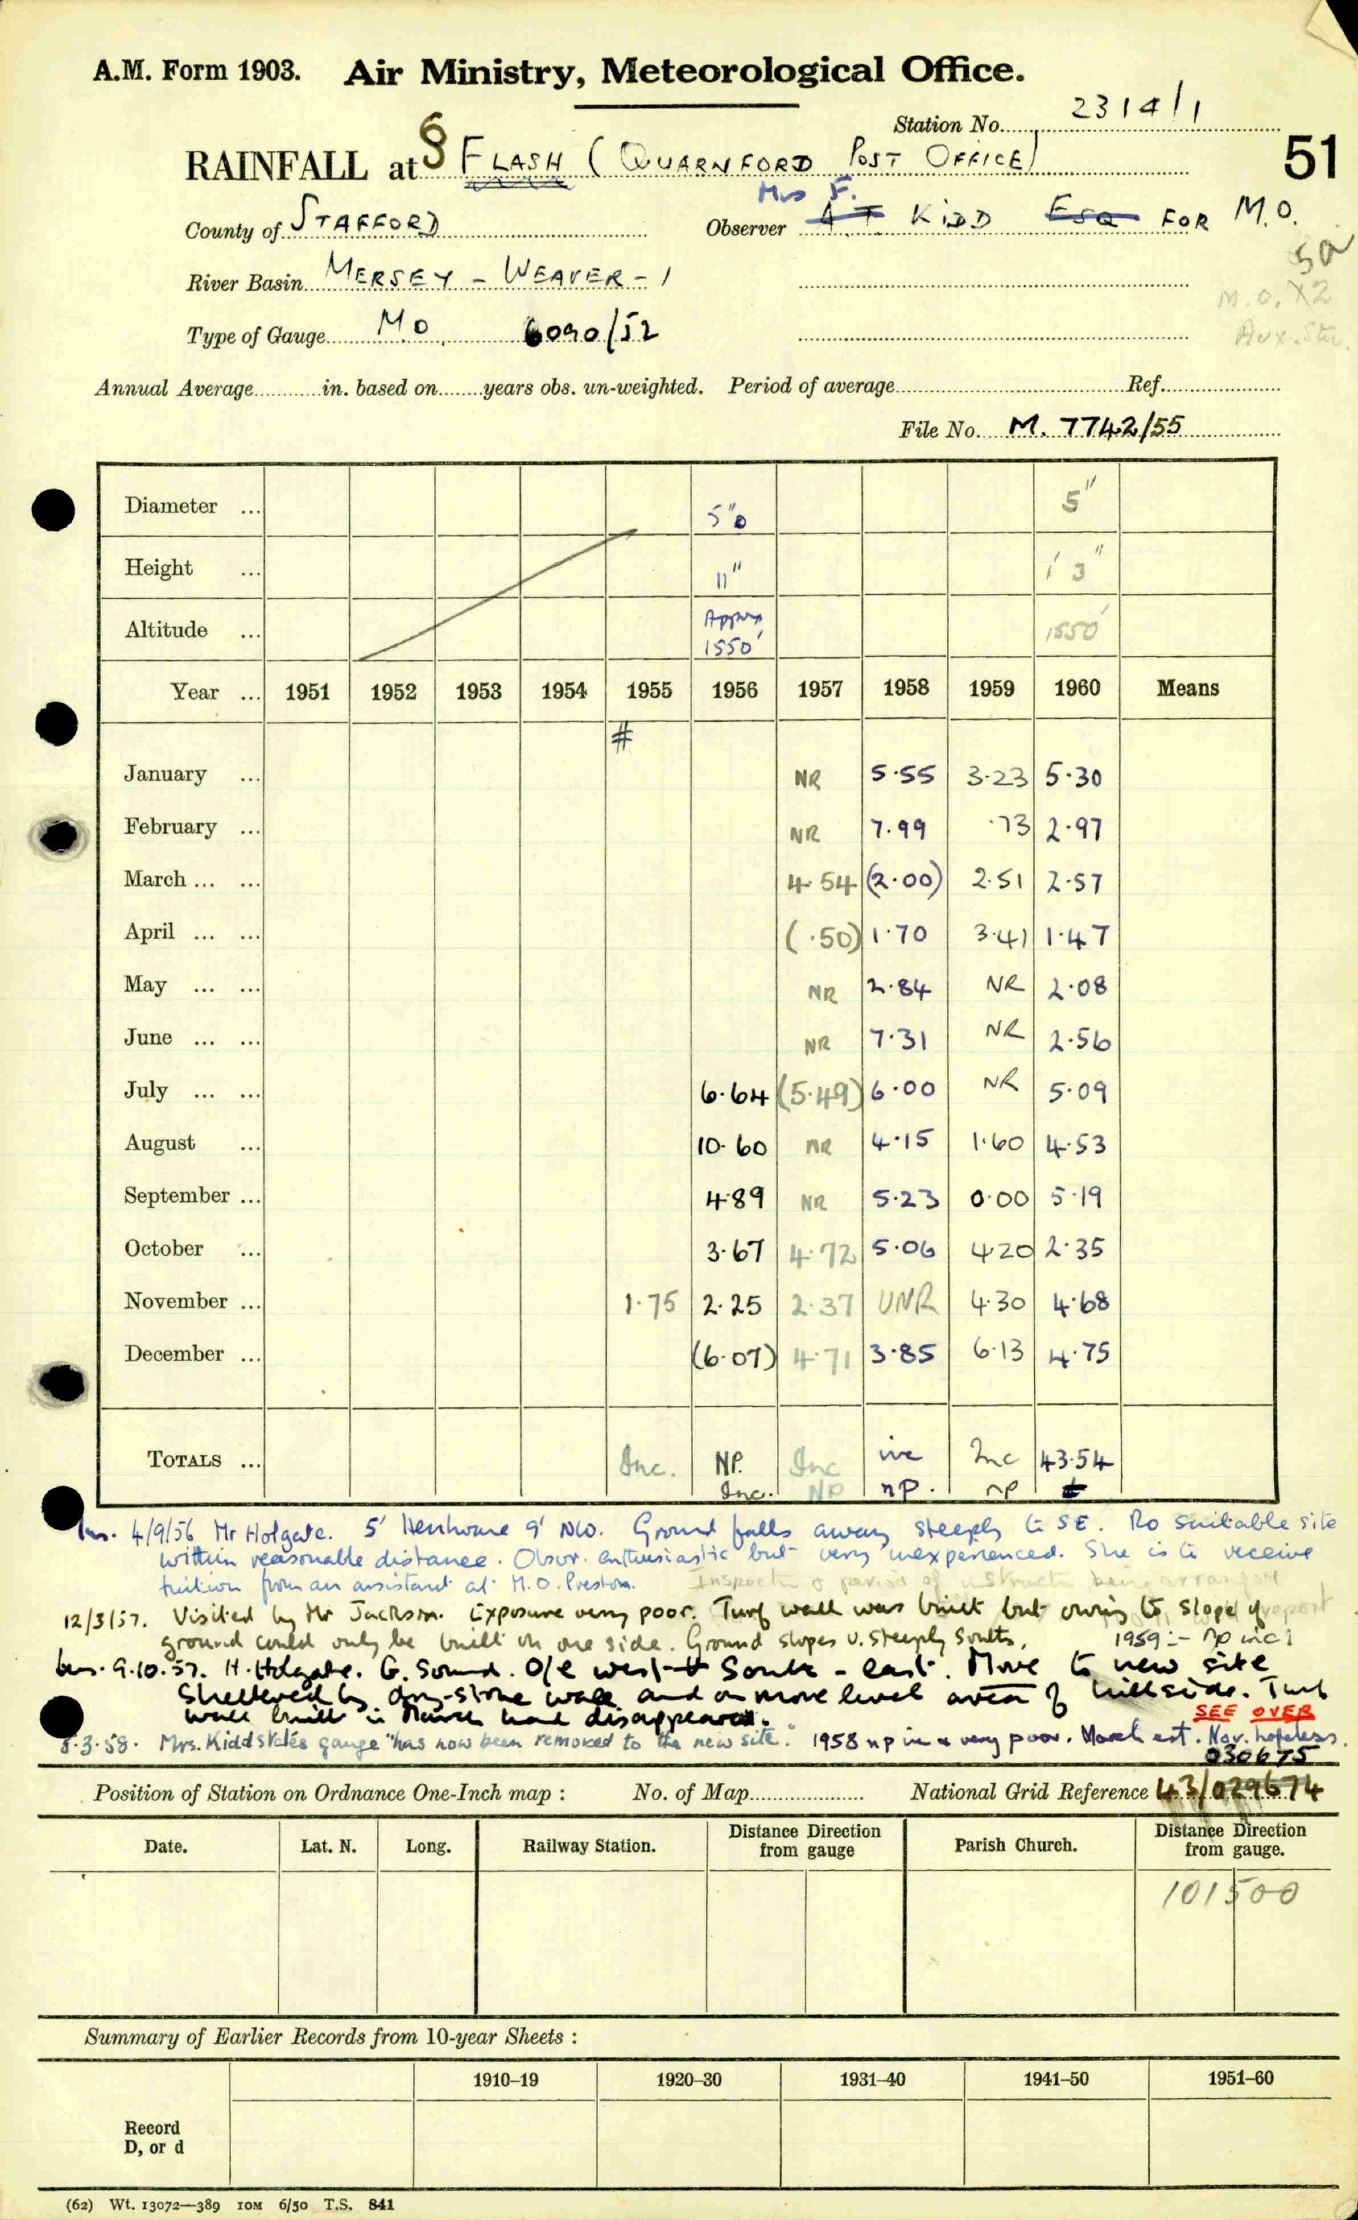 A.M. Form 1903. Air Ministry, Meteorological Office.
Station No. 2314/1
RAINFALL at § FLASH (QUARNFORD POST OFFICE) 51
Mrs F.
County of STAFFORD Observer A T KIDD ESQ FOR M.O.
River Basin MERSEY - WEAVER - 1
M.O. X2
Type of Gauge M.O. 6090/52 Aux. Stn.
Annual Average in. based on years obs. un-weighted. Period of average Ref.
File No. M. 7742/55
Diameter ... 5"0 5"
Height ... 11" 1' 3"
Altitude ... Approx 1550' 1550'
Year ... 1951 1952 1953 1954 1955 1956 1957 1958 1959 1960 Means
#
January ... NR 5.55 3.23 5.30
February ... NR 7.99 .73 2.97
March ... ... 4.54 (2.00) 2.51 2.57
April ... ... (.50) 1.70 3.41 1.47
May ... ... NR 2.84 NR 2.08
June ... ... NR 7.31 NR 2.56
July ... ... 6.64 (5.49) 6.00 NR 5.09
August ... 10.60 NR 4.15 1.60 4.53
September ... 4.89 NR 5.23 0.00 5.19
October ... 3.67 4.72 5.06 4.20 2.35
November ... 1.75 2.25 2.37 UNR 4.30 4.68
December ... (6.07) 4.71 3.85 6.13 4.75
TOTALS ... Inc. NP. Inc inc Inc 43.54
Inc. NP np. np t
Ins. 4/9/56 Mr Holgate. 5' Henhouse 9' NW. Ground falls away steeply to SE. No suitable site
within reasonable distance. Obsvr. enthusiastic but very inexperienced. She is to receive
tuition from an assistant at M.O. Preston. Inspection & period of instruction being arranged
12/3/57. Visited by Mr Jackson. Exposure very poor. Turf wall was built but owing to slope of report
ground could only be built on one side. Ground slopes v. steeply South. 1959 :- np inc
Ins. 9.10.57. H. Holgate. G. Sound. O/e west to South - east. Move to new site
sheltered by dry-stone wall and on more level area of hillside. Turf
wall built in March had disappeared. SEE OVER
8.3.58. Mrs. Kidd states gauge "has now been removed to the new site." 1958 np inc & very poor. March est. Nov. hopeless.
030675
Position of Station on Ordnance One-Inch map : No. of Map National Grid Reference 43/029674
Date. Lat. N. Long. Railway Station. Distance Direction from gauge Parish Church. Distance Direction from gauge.
101500
Summary of Earlier Records from 10-year Sheets :
1910–19 1920–30 1931–40 1941–50 1951–60
Record
D, or d
(62) Wt. 13072—389 10M 6/50 T.S. 841